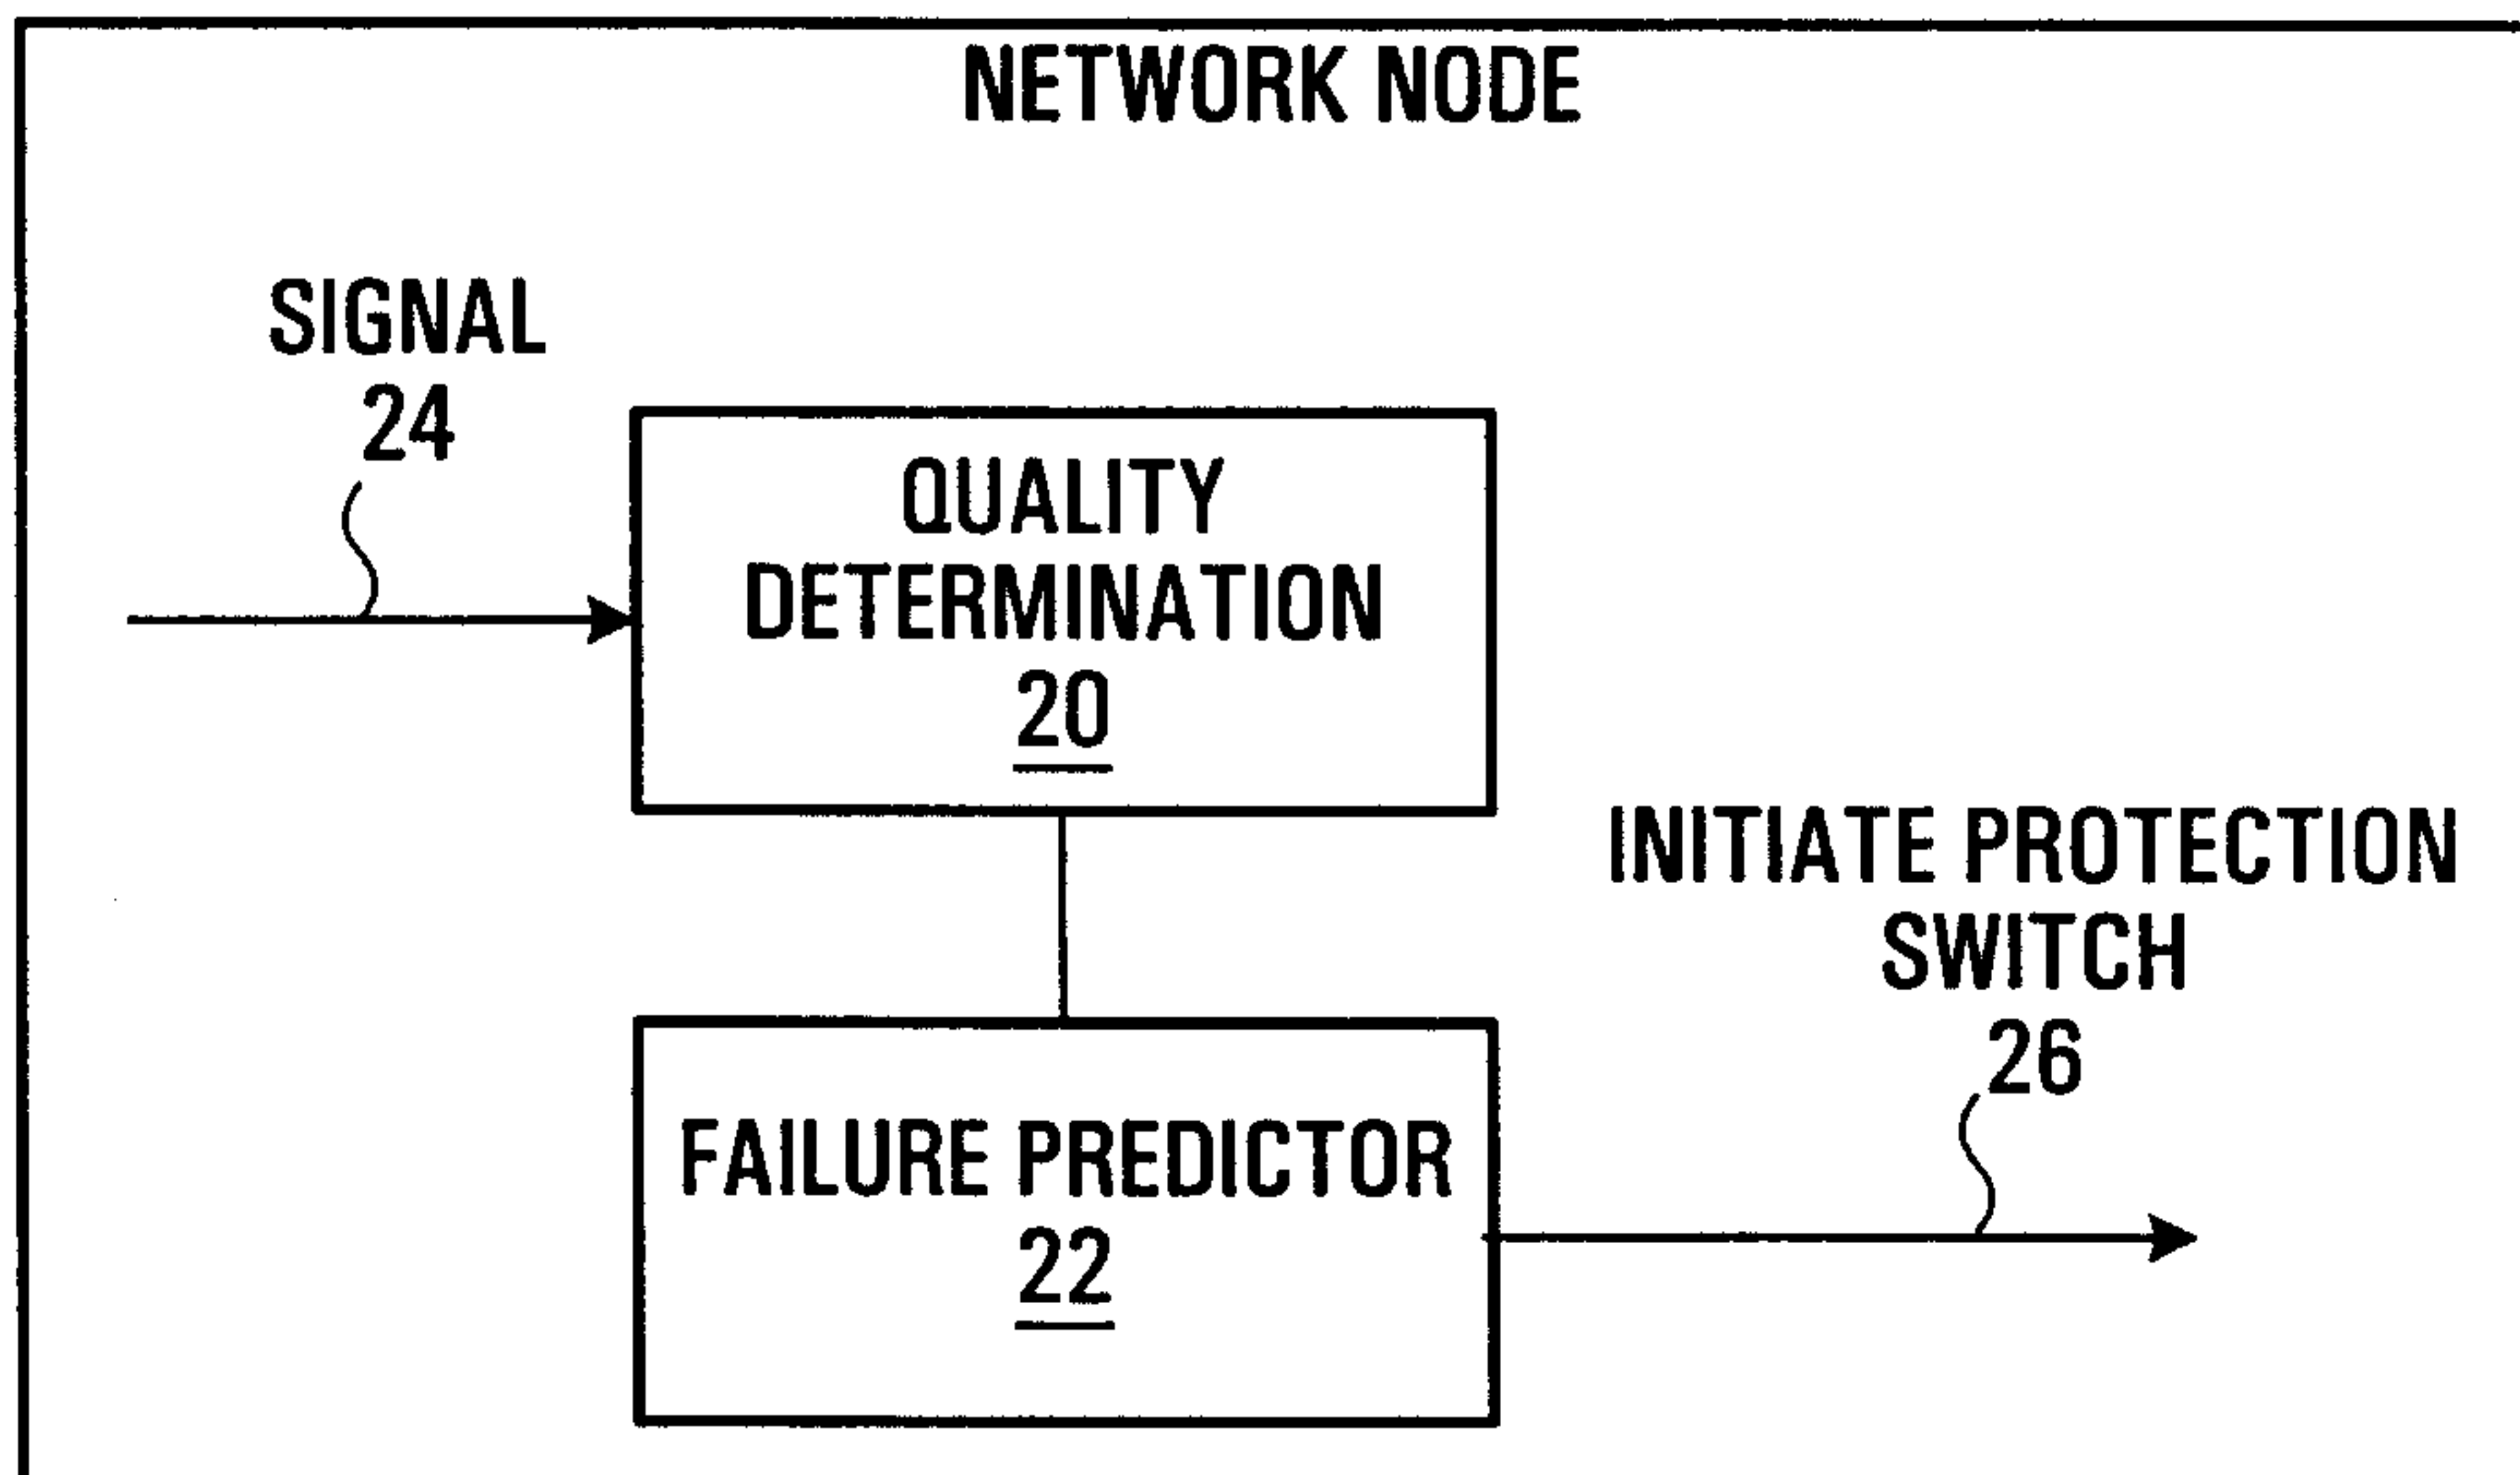 NETWORK NODE
SIGNAL
24
QUALITY
DETERMINATION
20
INITIATE PROTECTION
SWITCH
26
FAILURE PREDICTOR
22